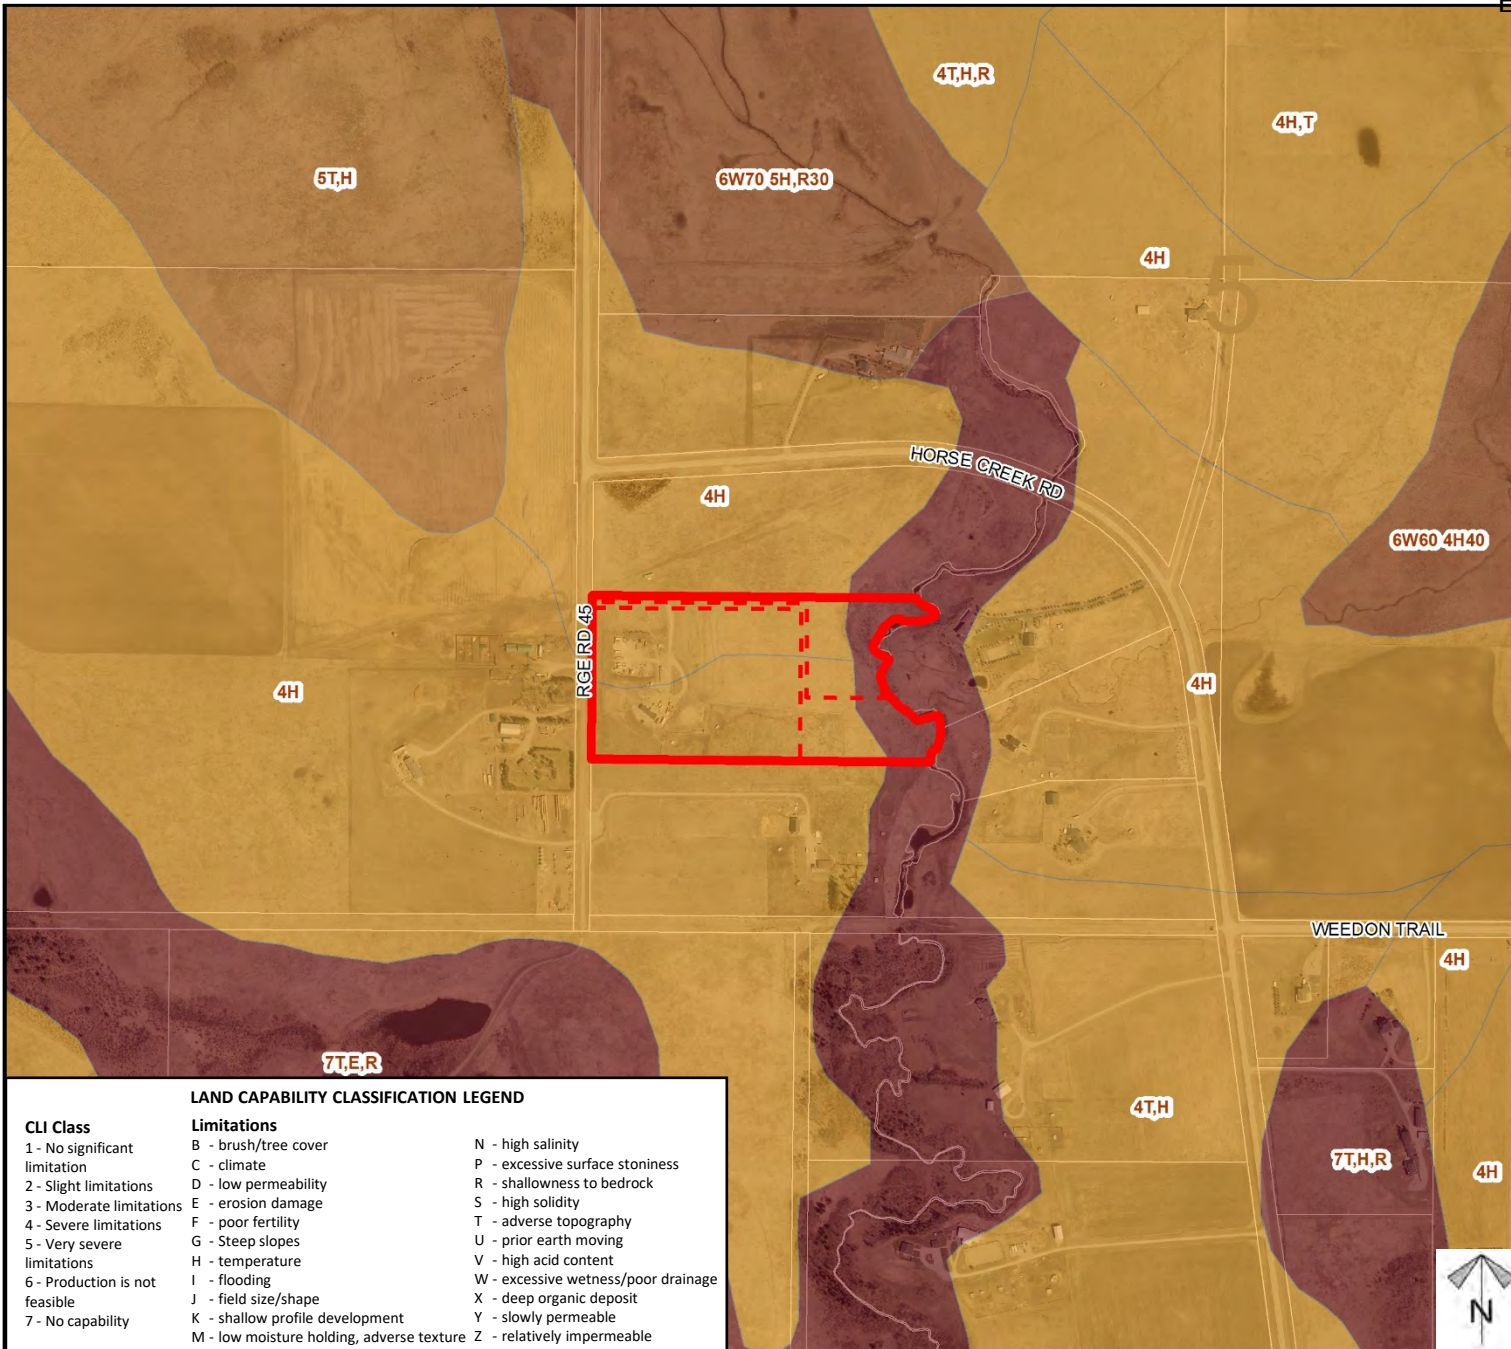 E
4T,H,R
4H,T
5T,H
6W70 5H,R30
4H
5
HORSE CREEK RD
4H
6W60 4H40
RGE RD 45
4H
4H
WEEDON TRAIL
4H
7T,E,R
4T,H
7T,H,R
4H
LAND CAPABILITY CLASSIFICATION LEGEND
CLI Class
1 - No significant
limitation
2 - Slight limitations
3 - Moderate limitations
4 - Severe limitations
5 - Very severe
limitations
6 - Production is not
feasible
7 - No capability
Limitations
B - brush/tree cover
C - climate
D - low permeability
E - erosion damage
F - poor fertility
G - Steep slopes
H - temperature
I - flooding
J - field size/shape
K - shallow profile development
M - low moisture holding, adverse texture
N - high salinity
P - excessive surface stoniness
R - shallowness to bedrock
S - high solidity
T - adverse topography
U - prior earth moving
V - high acid content
W - excessive wetness/poor drainage
X - deep organic deposit
Y - slowly permeable
Z - relatively impermeable
N